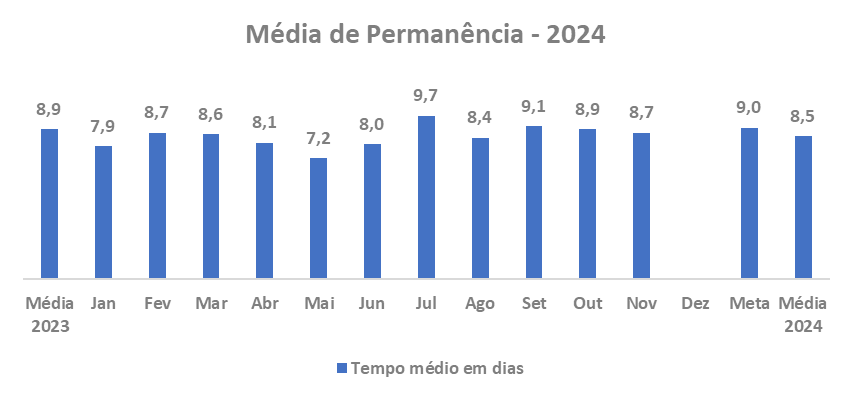 Média de Permanência - 2024
8,9 7,9 8,7 8,6 8,1 7,2 8,0 9,7 8,4 9,1 8,9 8,7 9,0 8,5
Média Jan Fev Mar Abr Mai Jun Jul Ago Set Out Nov Dez Meta Média
2023 2024
Tempo médio em dias